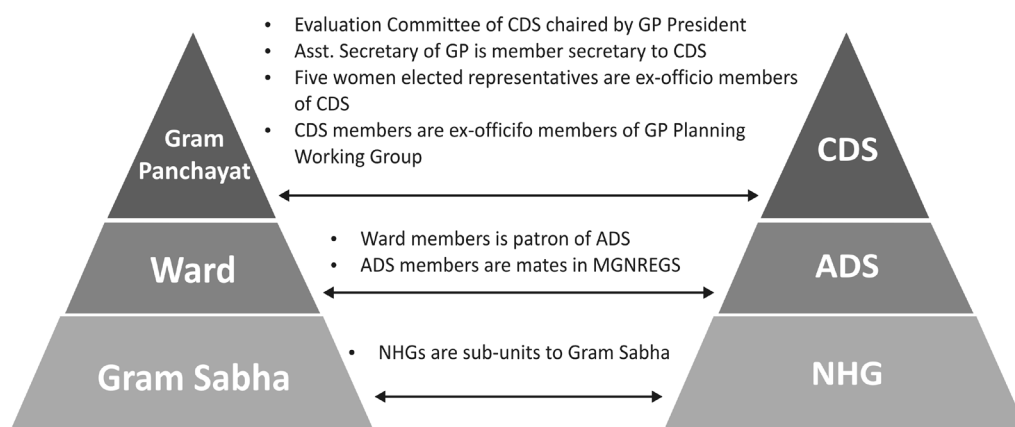 • Evaluation Committee of CDS chaired by GP President
• Asst. Secretary of GP is member secretary to CDS
• Five women elected representatives are ex-officio members
of CDS
• CDS members are ex-officifo members of GP Planning
Working Group
Gram
Panchayat
CDS
• Ward members is patron of ADS
• ADS members are mates in MGNREGS
Ward
ADS
• NHGs are sub-units to Gram Sabha
Gram Sabha
NHG